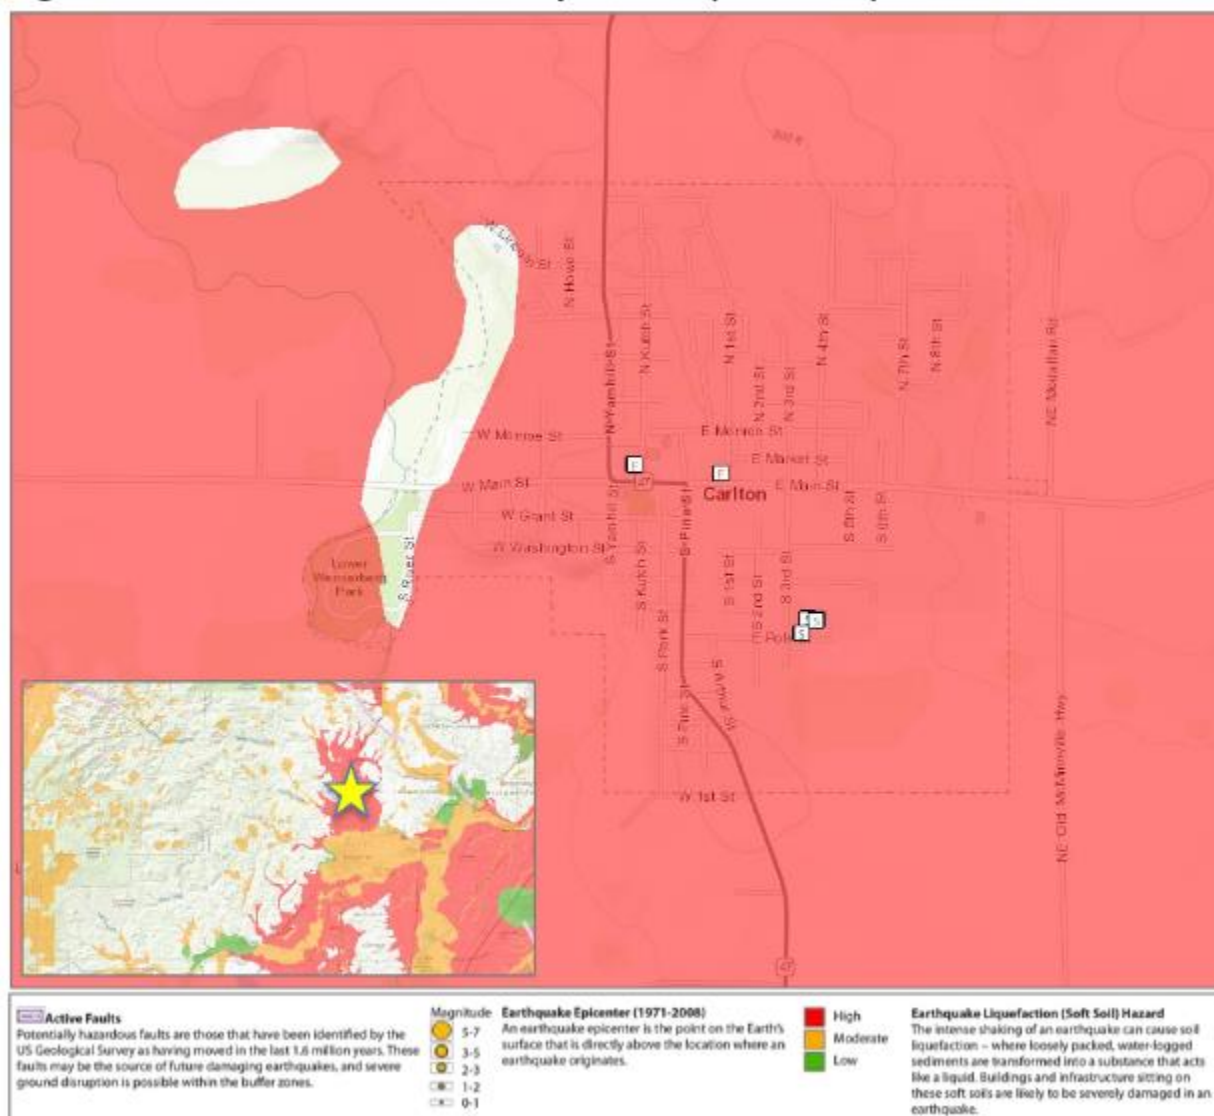 200 ft
W Lincoln St
N Howe St
N Yamhill St
N Kutch St
N 1st St
N 2nd St
N 3rd St
N 4th St
N 7th St
N 8th St
NE Mcquillan Rd
W Monroe St
E Monroe St
E Market St
F
F
W Main St
47
Carlton
E Main St
W Grant St
W Washington St
S Yamhill St
S Pine St
S Kutch St
S 1st St
S 2nd St
S 3rd St
S 5th St
S 6th St
Lower
Park
S River St
S
S
S Park St
S Arthur St
S Pine St
W 1st St
NE Old McMinnville Hwy
47
Active Faults
Potentially hazardous faults are those that have been identified by the
US Geological Survey as having moved in the last 1.6 million years. These
faults may be the source of future damaging earthquakes, and severe
ground disruption is possible within the buffer zones.
Magnitude
5-7
3-5
2-3
1-2
0-1
Earthquake Epicenter (1971-2008)
An earthquake epicenter is the point on the Earth's
surface that is directly above the location where an
earthquake originates.
High
Moderate
Low
Earthquake Liquefaction (Soft Soil) Hazard
The intense shaking of an earthquake can cause soil
liquefaction – where loosely packed, water-logged
sediments are transformed into a substance that acts
like a liquid. Buildings and infrastructure sitting on
these soft soils are likely to be severely damaged in an
earthquake.